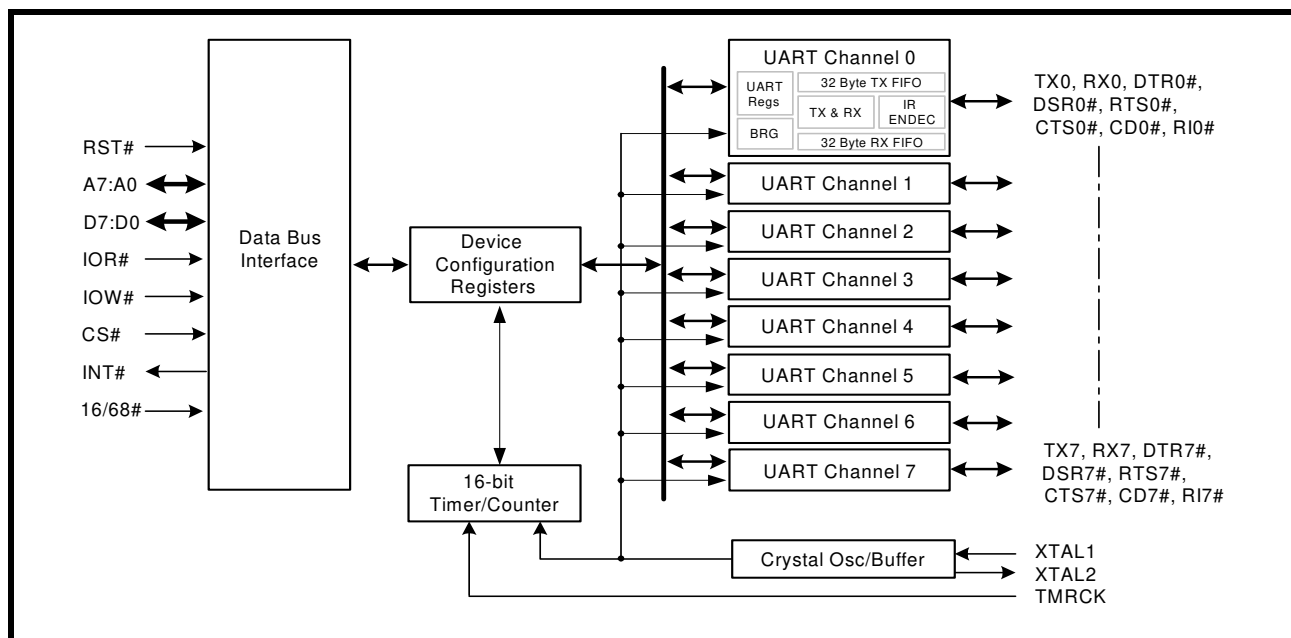 RST#
A7:A0
D7:D0
IOR#
IOW#
CS#
INT#
16/68#
Data Bus
Interface
Device
Configuration
Registers
16-bit
Timer/Counter
UART Channel 0
UART
Regs
BRG
32 Byte TX FIFO
TX & RX
IR
ENDEC
32 Byte RX FIFO
UART Channel 1
UART Channel 2
UART Channel 3
UART Channel 4
UART Channel 5
UART Channel 6
UART Channel 7
Crystal Osc/Buffer
TX0, RX0, DTR0#,
DSR0#, RTS0#,
CTS0#, CD0#, RI0#
TX7, RX7, DTR7#,
DSR7#, RTS7#,
CTS7#, CD7#, RI7#
XTAL1
XTAL2
TMRCK